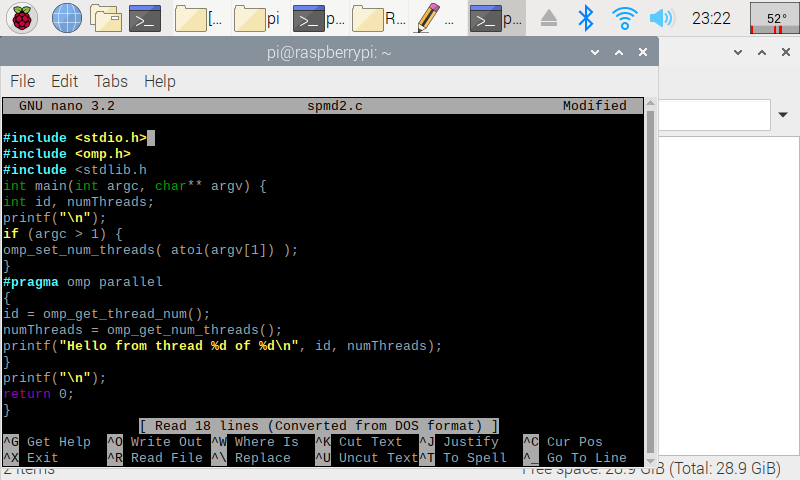 [...
pi
p...
R...
...
p...
23:22
52°
pi@raspberrypi: ~
File Edit Tabs Help
GNU nano 3.2 spmd2.c Modified
#include <stdio.h>
#include <omp.h>
#include <stdlib.h
int main(int argc, char** argv) {
int id, numThreads;
printf("\n");
if (argc > 1) {
omp_set_num_threads( atoi(argv[1]) );
}
#pragma omp parallel
{
id = omp_get_thread_num();
numThreads = omp_get_num_threads();
printf("Hello from thread %d of %d\n", id, numThreads);
}
printf("\n");
return 0;
}
[ Read 18 lines (Converted from DOS format) ]
^G Get Help ^O Write Out ^W Where Is ^K Cut Text ^J Justify ^C Cur Pos
^X Exit ^R Read File ^\ Replace ^U Uncut Text ^T To Spell ^_ Go To Line
2 items Free space: 28.9 GiB (Total: 28.9 GiB)